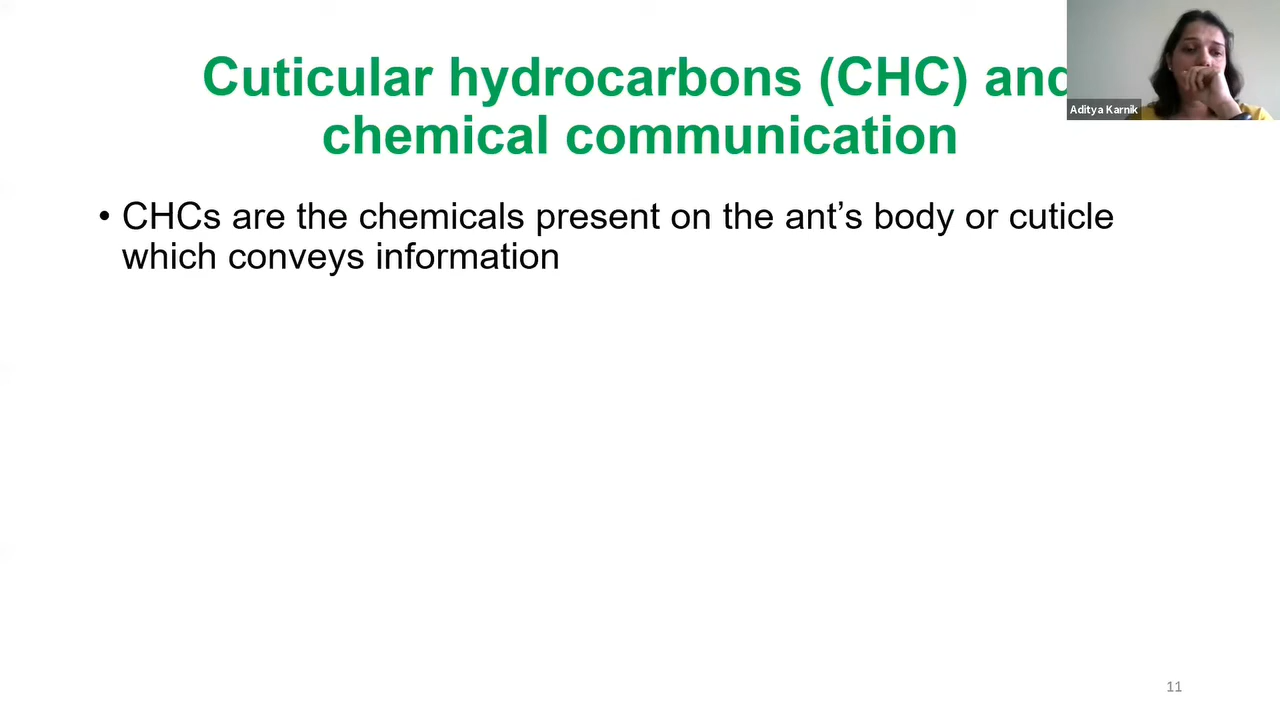 Cuticular hydrocarbons (CHC) and
chemical communication
Aditya Karnik
• CHCs are the chemicals present on the ant’s body or cuticle
which conveys information
11